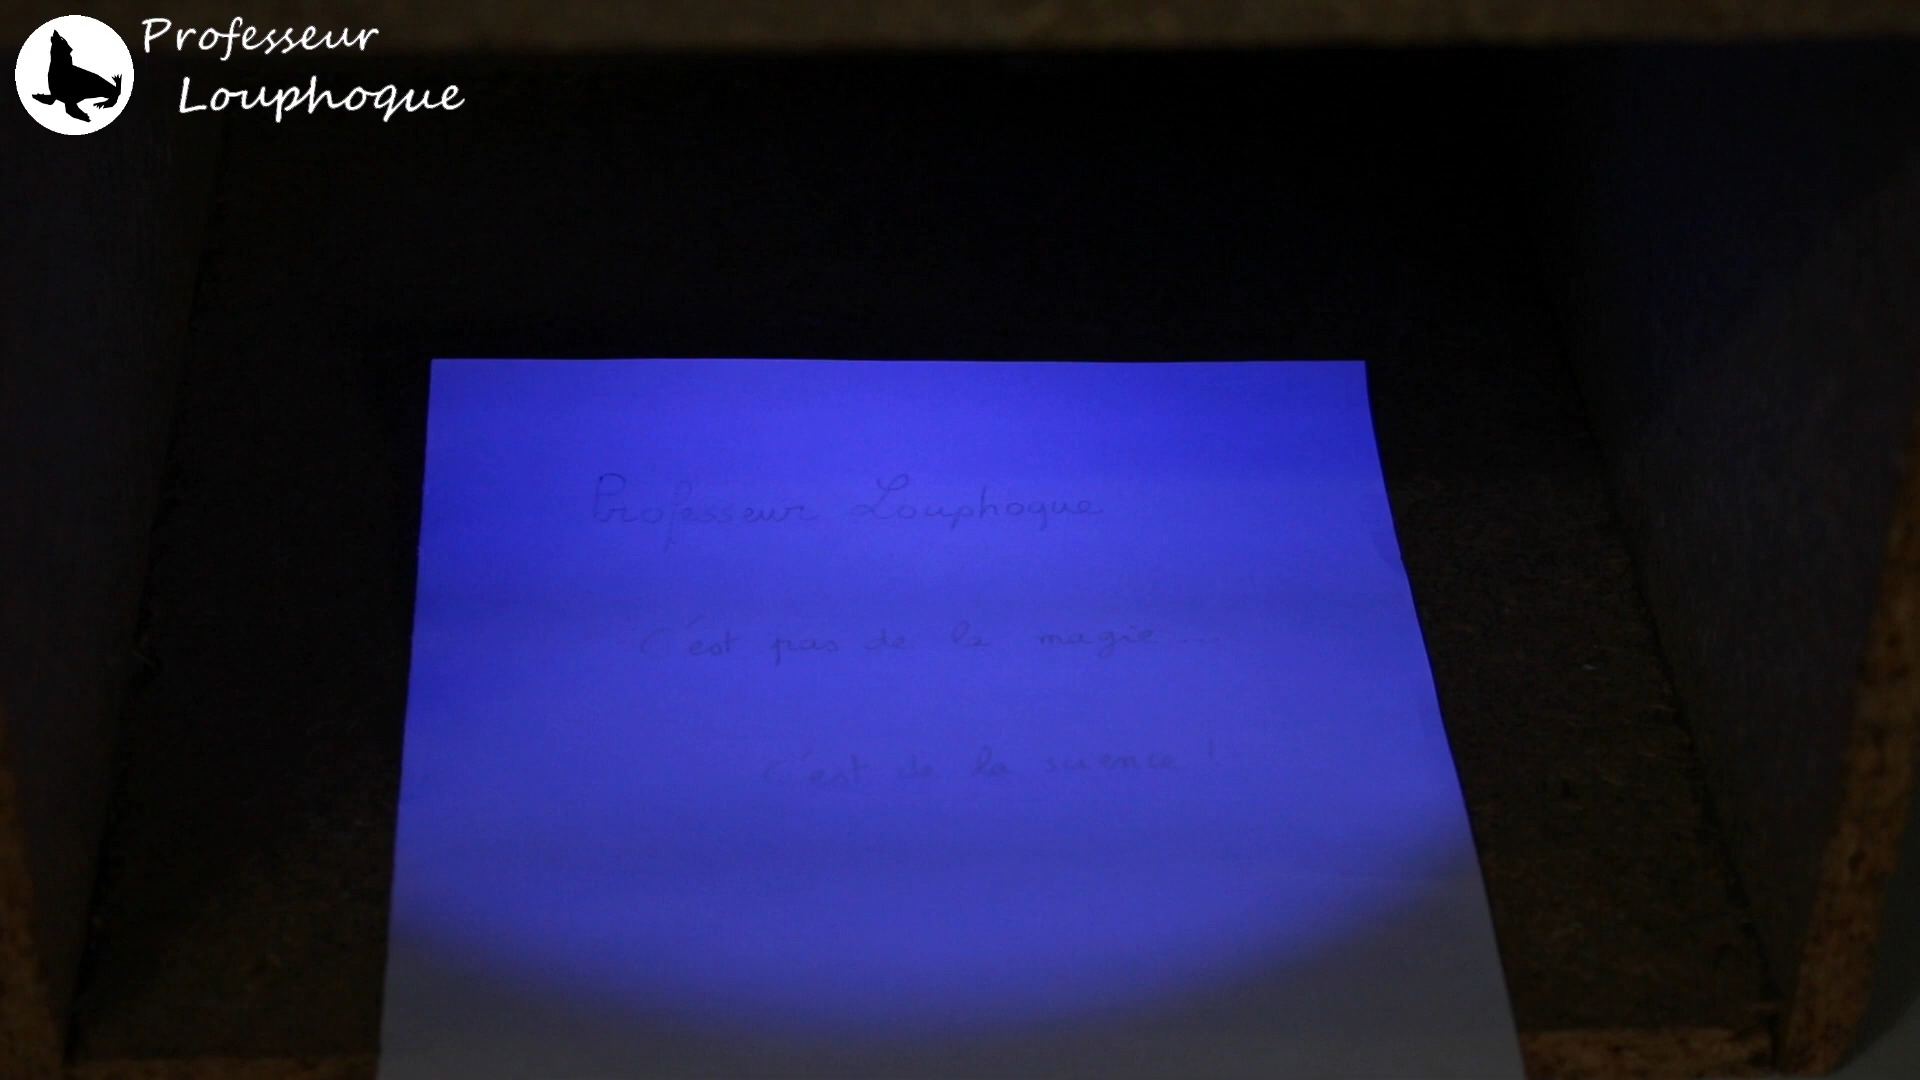 Professeur
Louphoque
Professeur Louphoque
C'est pas de la magie...
C'est de la science !